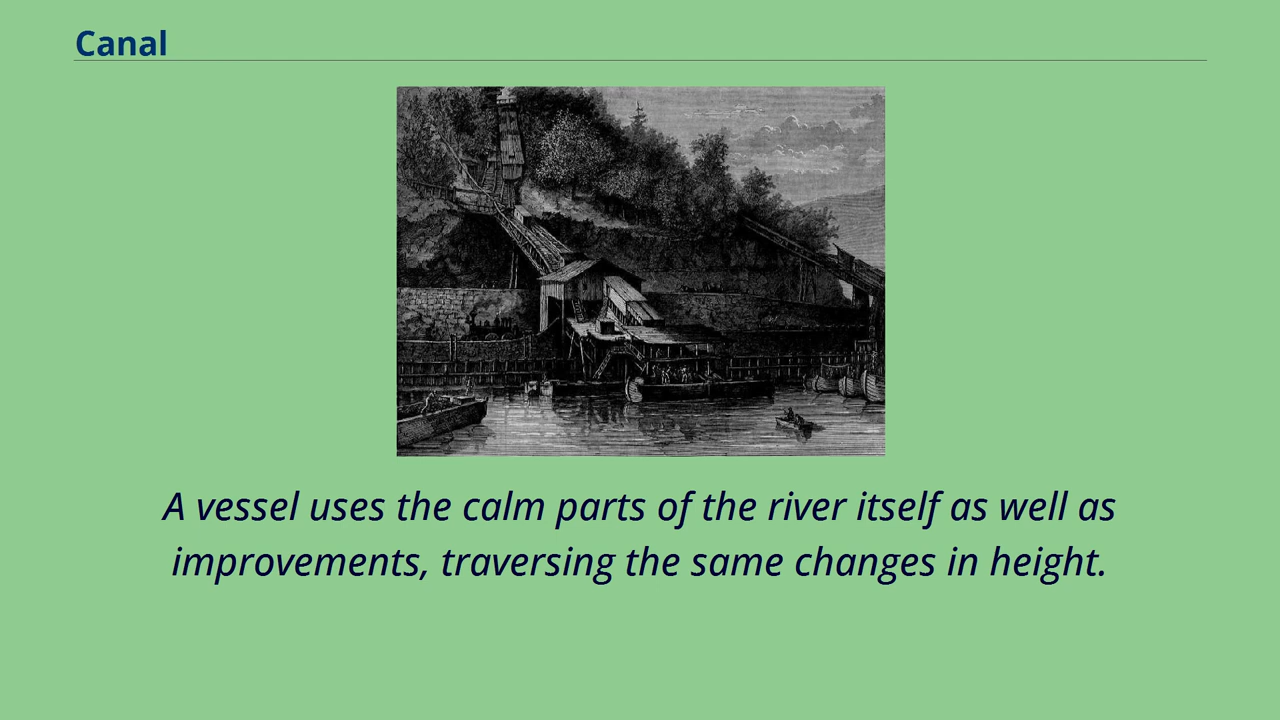 Canal
A vessel uses the calm parts of the river itself as well as
improvements, traversing the same changes in height.